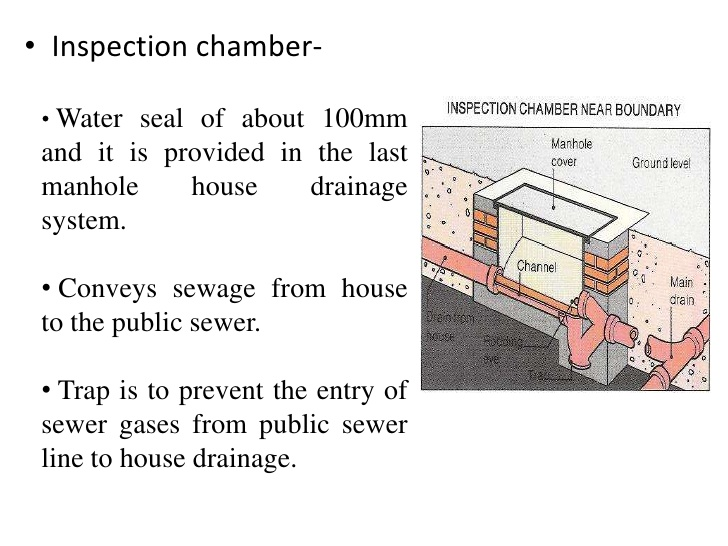 • Inspection chamber-
• Water seal of about 100mm
and it is provided in the last
manhole house drainage
system.
• Conveys sewage from house
to the public sewer.
• Trap is to prevent the entry of
sewer gases from public sewer
line to house drainage.
INSPECTION CHAMBER NEAR BOUNDARY
Manhole
cover
Ground level
Channel
Main
drain
Drain from
house
Rodding
eye
Trap